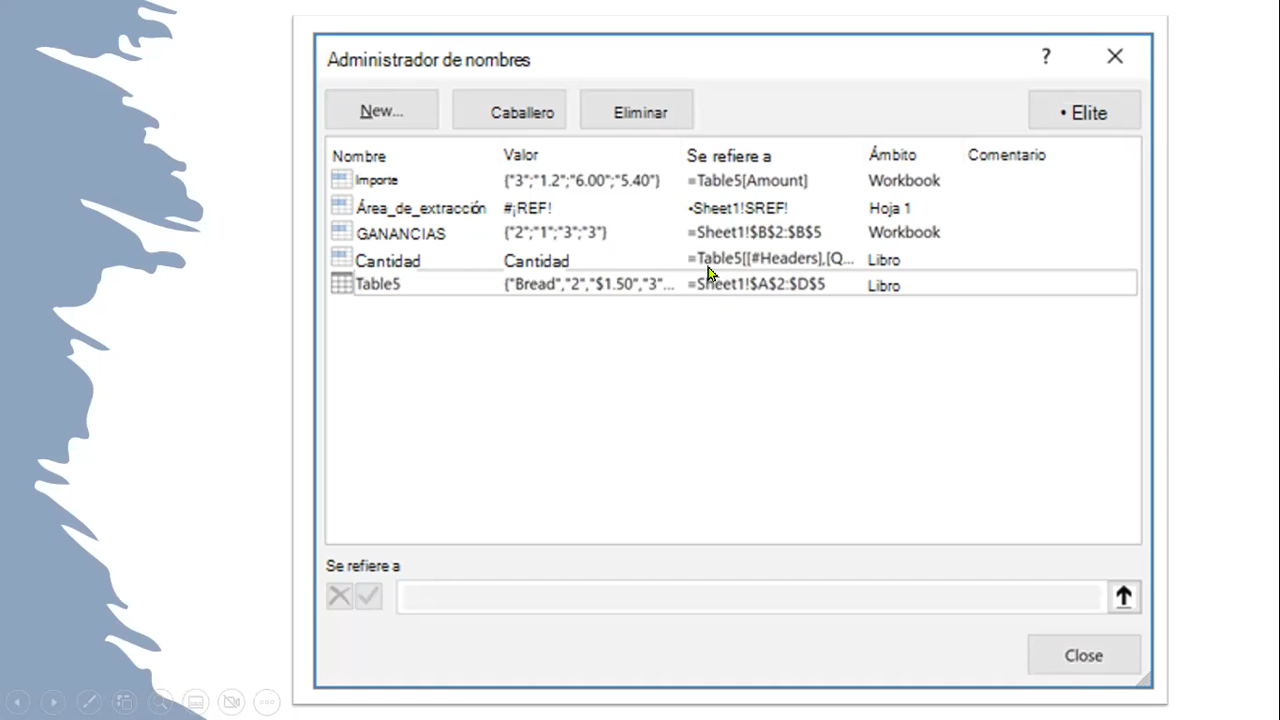 Administrador de nombres
New... Caballero Eliminar • Elite
Nombre Valor Se refiere a Ámbito Comentario
Importe {"3";"1.2";"6.00";"5.40"} =Table5[Amount] Workbook
Área_de_extracción #¡REF! •Sheet1!SREF! Hoja 1
GANANCIAS {"2";"1";"3";"3"} =Sheet1!$B$2:$B$5 Workbook
Cantidad Cantidad =Table5[[#Headers],[Q... Libro
Table5 {"Bread","2","$1.50","3"... =Sheet1!$A$2:$D$5 Libro
Se refiere a
Close